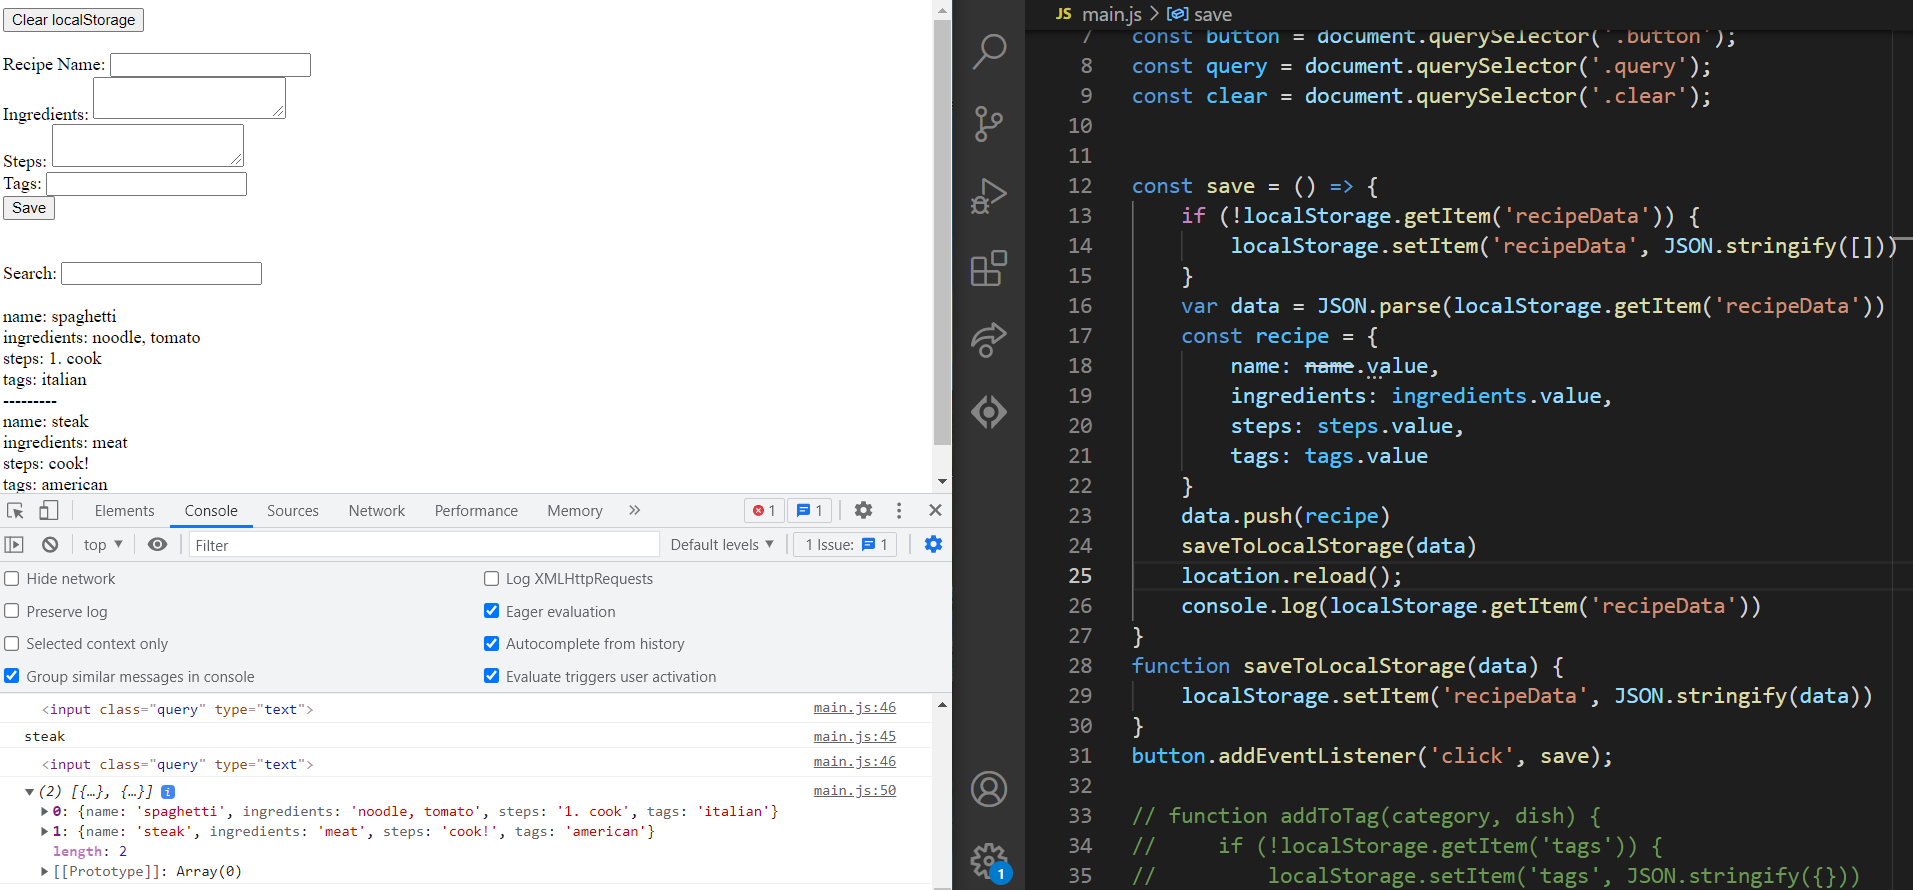 Clear localStorage
Recipe Name:
Ingredients:
Steps:
Tags:
Save
Search:
name: spaghetti
ingredients: noodle, tomato
steps: 1. cook
tags: italian
---------
name: steak
ingredients: meat
steps: cook!
tags: american
Elements Console Sources Network Performance Memory » 1 1
top Filter Default levels 1 Issue: 1
Hide network Log XMLHttpRequests
Preserve log Eager evaluation
Selected context only Autocomplete from history
Group similar messages in console Evaluate triggers user activation
<input class="query" type="text"> main.js:46
steak main.js:45
<input class="query" type="text"> main.js:46
(2) [{…}, {…}] i main.js:50
0: {name: 'spaghetti', ingredients: 'noodle, tomato', steps: '1. cook', tags: 'italian'}
1: {name: 'steak', ingredients: 'meat', steps: 'cook!', tags: 'american'}
length: 2
[[Prototype]]: Array(0)
1
JS main.js > save
7 const button = document.querySelector('.button');
8 const query = document.querySelector('.query');
9 const clear = document.querySelector('.clear');
10
11
12 const save = () => {
13 if (!localStorage.getItem('recipeData')) {
14 localStorage.setItem('recipeData', JSON.stringify([]))
15 }
16 var data = JSON.parse(localStorage.getItem('recipeData'))
17 const recipe = {
18 name: name.value,
19 ingredients: ingredients.value,
20 steps: steps.value,
21 tags: tags.value
22 }
23 data.push(recipe)
24 saveToLocalStorage(data)
25 location.reload();
26 console.log(localStorage.getItem('recipeData'))
27 }
28 function saveToLocalStorage(data) {
29 localStorage.setItem('recipeData', JSON.stringify(data))
30 }
31 button.addEventListener('click', save);
32
33 // function addToTag(category, dish) {
34 // if (!localStorage.getItem('tags')) {
35 // localStorage.setItem('tags', JSON.stringify({}))